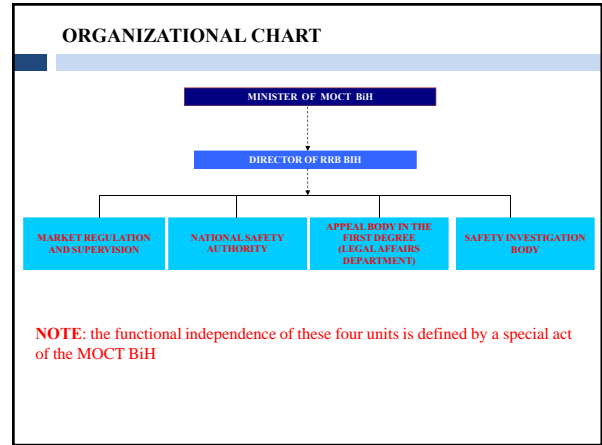 ORGANIZATIONAL CHART
MINISTER OF MOCT BiH
DIRECTOR OF RRB BIH
MARKET REGULATION
AND SUPERVISION
NATIONAL SAFETY
AUTHORITY
APPEAL BODY IN THE
FIRST DEGREE
(LEGAL AFFAIRS
DEPARTMENT)
SAFETY INVESTIGATION
BODY
NOTE: the functional independence of these four units is defined by a special act
of the MOCT BiH